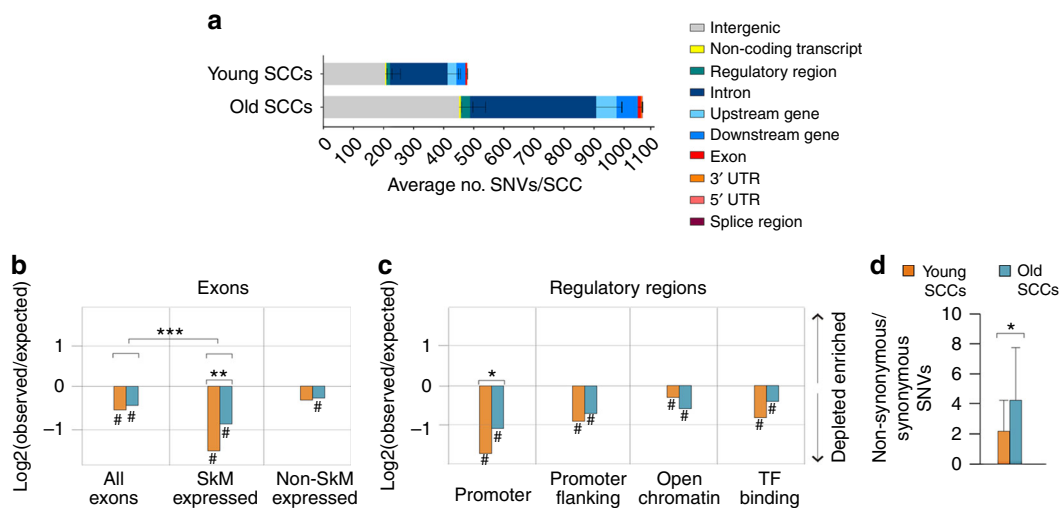 a
Young SCCs
Old SCCs
0 100 200 300 400 500 600 700 800 900 1000 1100
Average no. SNVs/SCC
Intergenic
Non-coding transcript
Regulatory region
Intron
Upstream gene
Downstream gene
Exon
3′ UTR
5′ UTR
Splice region
b
Exons
Log2(observed/expected)
1
0
−1
***
**
# # # # #
All exons
SkM expressed
Non-SkM expressed
c
Regulatory regions
Log2(observed/expected)
1
0
−1
*
# # # # # # # #
Promoter
Promoter flanking
Open chromatin
TF binding
Depleted enriched
d
Young SCCs
Old SCCs
Non-synonymous/
synonymous
SNVs
10
8
6
4
2
0
*